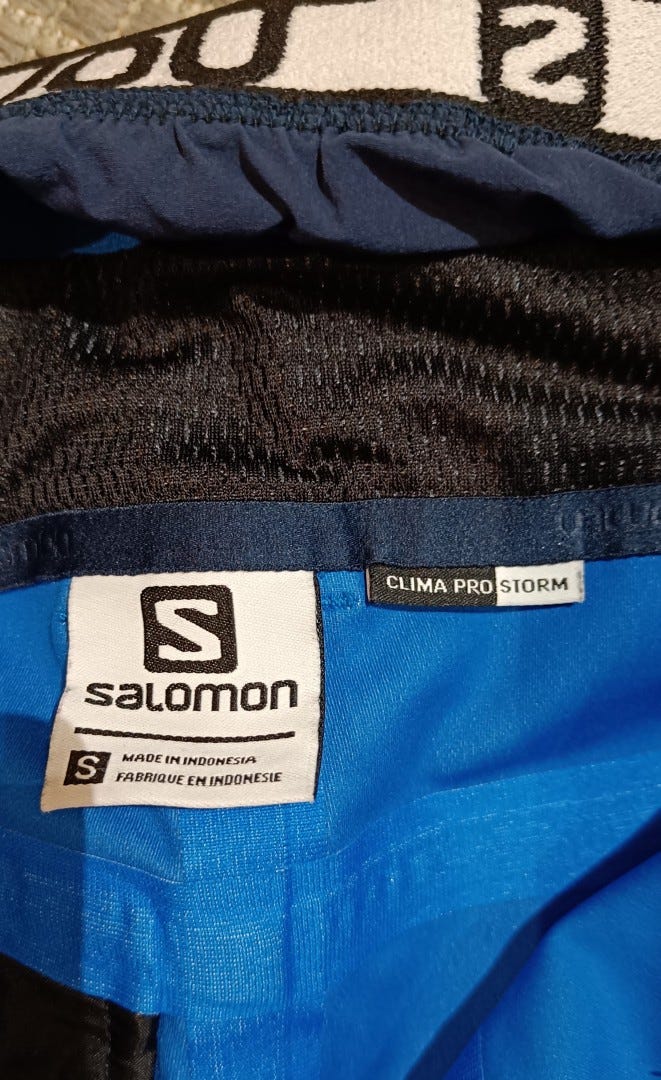 CLIMA PRO STORM
S
SALOMON
S
MADE IN INDONESIA
FABRIQUE EN INDONESIE